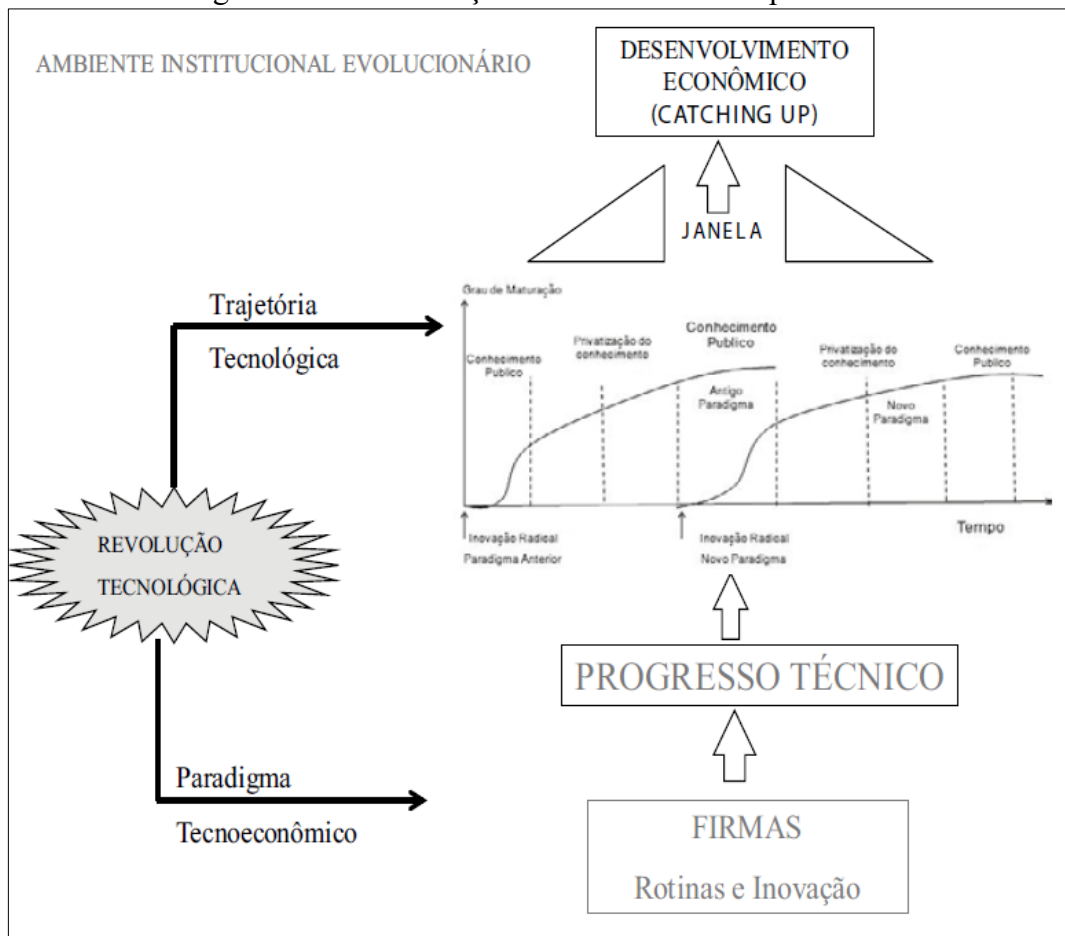 AMBIENTE INSTITUCIONAL EVOLUCIONÁRIO
DESENVOLVIMENTO
ECONÔMICO
(CATCHING UP)
JANELA
Trajetória
Tecnológica
Grau de Maturação
Conhecimento
Publico
Privatização do
conhecimento
Conhecimento
Publico
Antigo
Paradigma
Privatização do
conhecimento
Novo
Paradigma
Conhecimento
Publico
Tempo
Inovação Radical
Paradigma Anterior
Inovação Radical
Novo Paradigma
REVOLUÇÃO
TECNOLÓGICA
PROGRESSO TÉCNICO
Paradigma
Tecnoeconômico
FIRMAS
Rotinas e Inovação